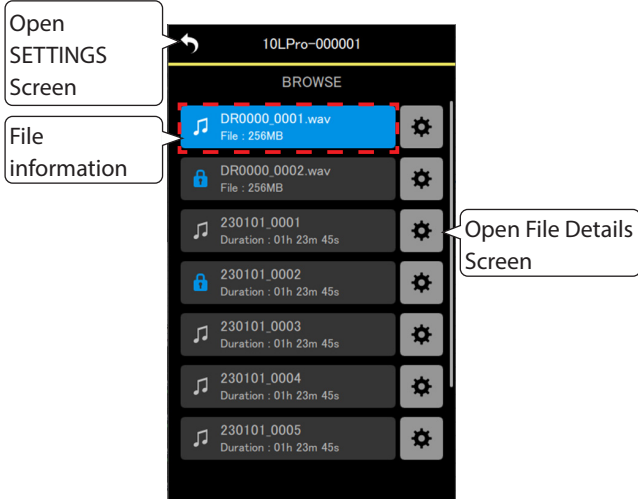 Open
SETTINGS
Screen
10LPro-000001
BROWSE
File
information
DR0000_0001.wav
File : 256MB
DR0000_0002.wav
File : 256MB
230101_0001
Duration : 01h 23m 45s
Open File Details
Screen
230101_0002
Duration : 01h 23m 45s
230101_0003
Duration : 01h 23m 45s
230101_0004
Duration : 01h 23m 45s
230101_0005
Duration : 01h 23m 45s